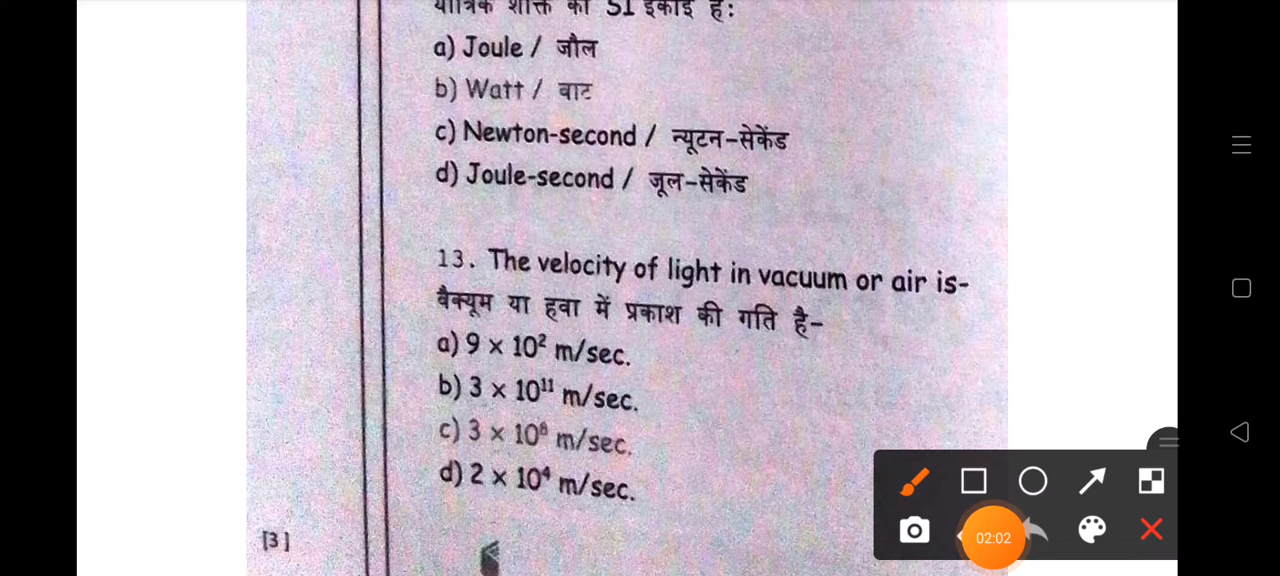 यांत्रिक शक्ति की SI इकाई है:
a) Joule / जौल
b) Watt / वाट
c) Newton-second / न्यूटन-सेकेंड
d) Joule-second / जूल-सेकेंड
13. The velocity of light in vacuum or air is-
वैक्यूम या हवा में प्रकाश की गति है-
a) 9 × 10² m/sec.
b) 3 × 10¹¹ m/sec.
c) 3 × 10⁸ m/sec.
d) 2 × 10⁴ m/sec.
[3]
02:02